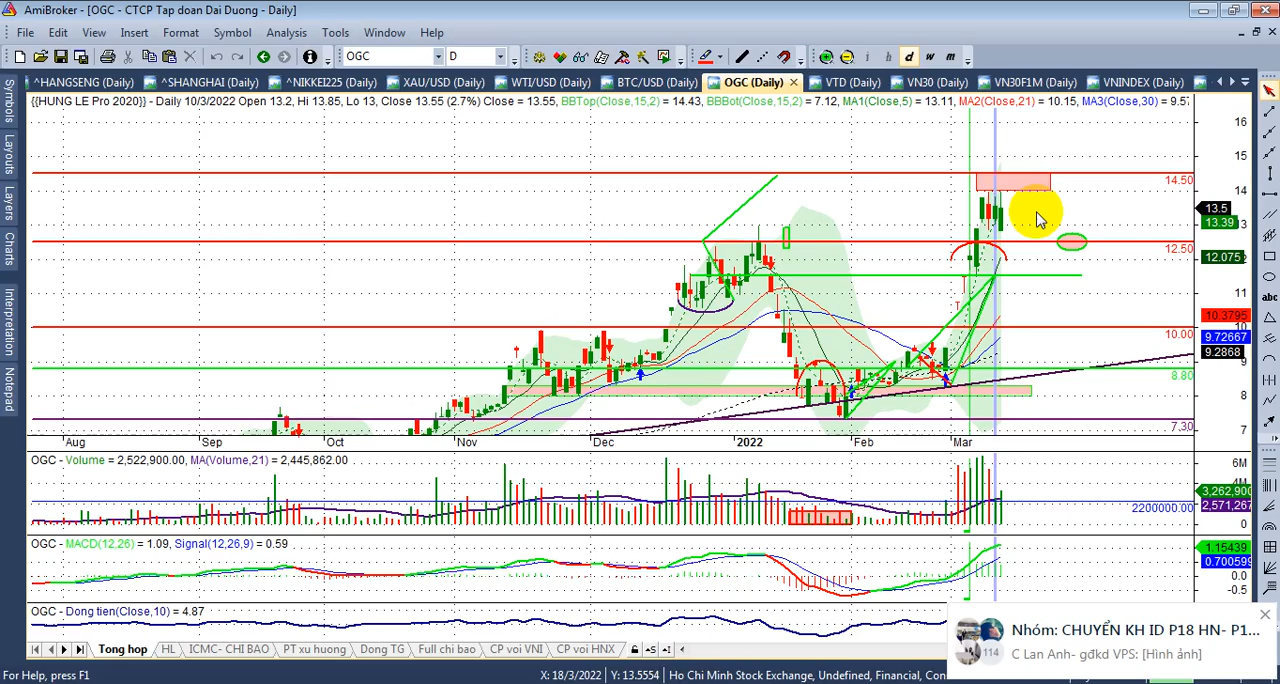 AmiBroker - [OGC - CTCP Tap doan Dai Duong - Daily]
File Edit View Insert Format Symbol Analysis Tools Window Help
OGC D i h d w m
^HANGSENG (Daily) ^SHANGHAI (Daily) ^NIKKEI225 (Daily) XAU/USD (Daily) WTI/USD (Daily) BTC/USD (Daily) OGC (Daily) VTD (Daily) VN30 (Daily) VN30F1M (Daily) VNINDEX (Daily)
Symbols
Layouts
Layers
Charts
Interpretation
Notepad
{{HUNG LE Pro 2020}} - Daily 10/3/2022 Open 13.2, Hi 13.85, Lo 13, Close 13.55 (2.7%) Close = 13.55, BBTop(Close,15,2) = 14.43, BBBot(Close,15,2) = 7.12, MA1(Close,5) = 13.11, MA2(Close,21) = 10.15, MA3(Close,30) = 9.57
16
15
14.50
14
13.5
13.39
13
12.50
12.075
11
10.3795
10.00
10
9.72667
9.2868
9
8.80
8
7.30
7
Aug Sep Oct Nov Dec 2022 Feb Mar
OGC - Volume = 2,522,900.00, MA(Volume,21) = 2,445,862.00
6M
4M
3,262,900
2200000.00
2,571,267
0
OGC - MACD(12,26) = 1.09, Signal(12,26,9) = 0.59
1.15439
0.700599
0.0
-0.5
OGC - Dong tien(Close,10) = 4.87
Nhóm: CHUYỂN KH ID P18 HN- P1...
114
C Lan Anh- gđkd VPS: [Hình ảnh]
Tong hop HL ICMC- CHI BAO PT xu huong Dong TG Full chi bao CP voi VNI CP voi HNX
For Help, press F1 X: 18/3/2022 Y: 13.5554 Ho Chi Minh Stock Exchange, Undefined, Financial, Con